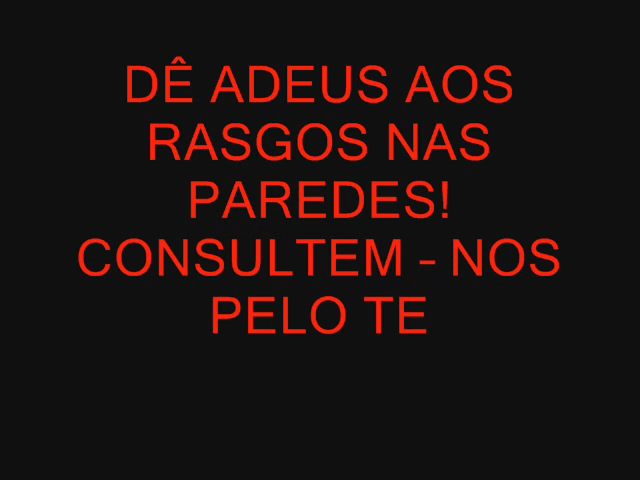 DÊ ADEUS AOS
RASGOS NAS
PAREDES!
CONSULTEM - NOS
PELO TE